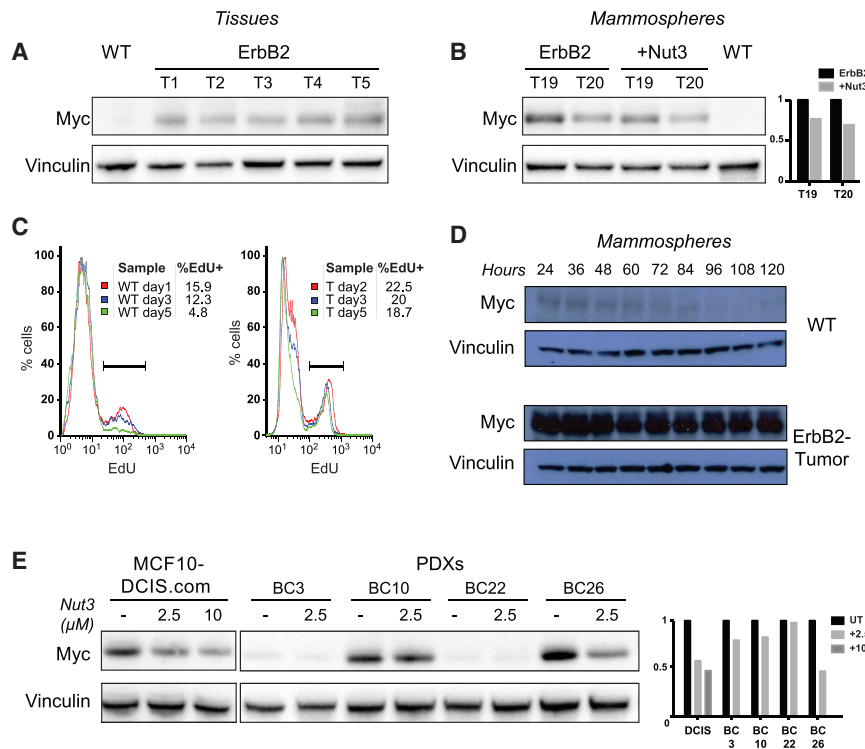 Tissues
Mammospheres
A
WT
ErbB2
T1 T2 T3 T4 T5
Myc
Vinculin
B
ErbB2 +Nut3 WT
T19 T20 T19 T20
Myc
Vinculin
ErbB2
+Nut3
1
0.5
0
T19 T20
C
% cells
100
80
60
40
20
0
Sample %EdU+
WT day1 15.9
WT day3 12.3
WT day5 4.8
10^0 10^1 10^2 10^3 10^4
EdU
% cells
100
80
60
40
20
0
Sample %EdU+
T day2 22.5
T day3 20
T day5 18.7
10^1 10^2 10^3 10^4
EdU
D
Mammospheres
Hours 24 36 48 60 72 84 96 108 120
Myc
Vinculin
WT
Myc
Vinculin
ErbB2-
Tumor
E
MCF10-
DCIS.com
PDXs
BC3 BC10 BC22 BC26
Nut3
(µM)
- 2.5 10 - 2.5 - 2.5 - 2.5 - 2.5
Myc
Vinculin
UT
+2.5
+10
1
0.5
0
DCIS BC
3 BC
10 BC
22 BC
26